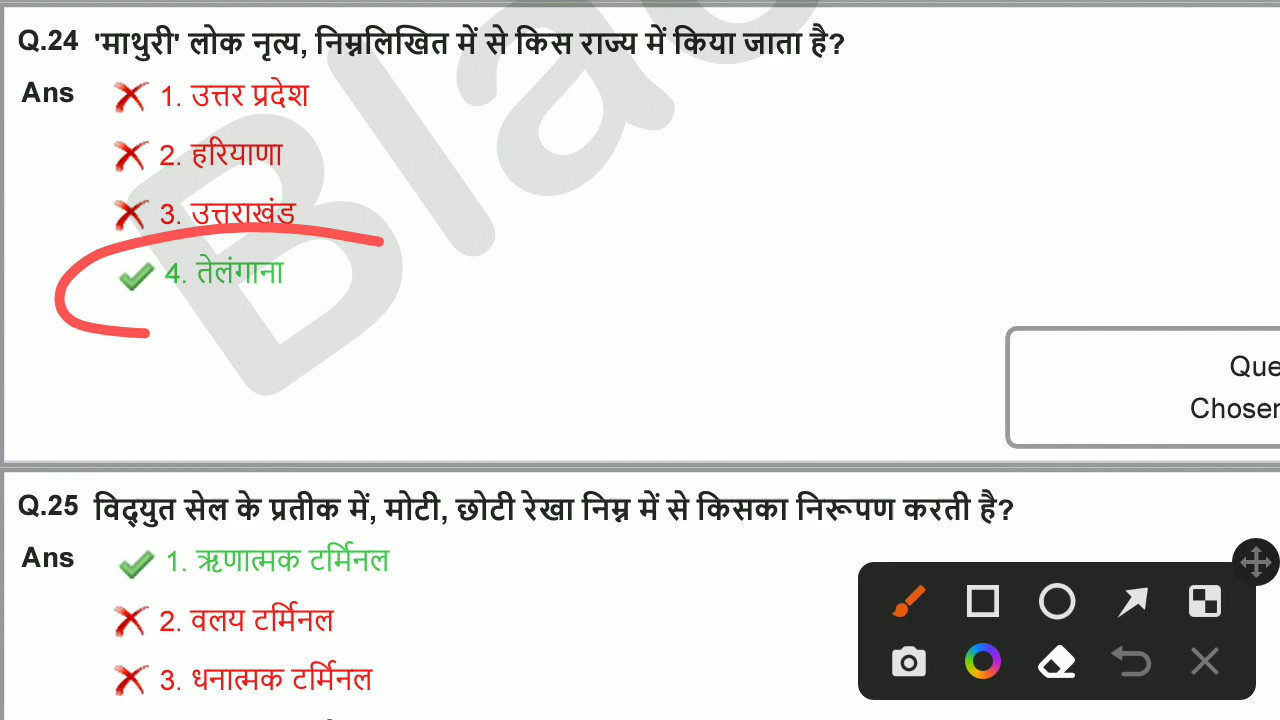 Q.24 'माथुरी' लोक नृत्य, निम्नलिखित में से किस राज्य में किया जाता है?
Ans 1. उत्तर प्रदेश
2. हरियाणा
3. उत्तराखंड
4. तेलंगाना
Que
Chosen
Q.25 विद्युत सेल के प्रतीक में, मोटी, छोटी रेखा निम्न में से किसका निरूपण करती है?
Ans 1. ऋणात्मक टर्मिनल
2. वलय टर्मिनल
3. धनात्मक टर्मिनल